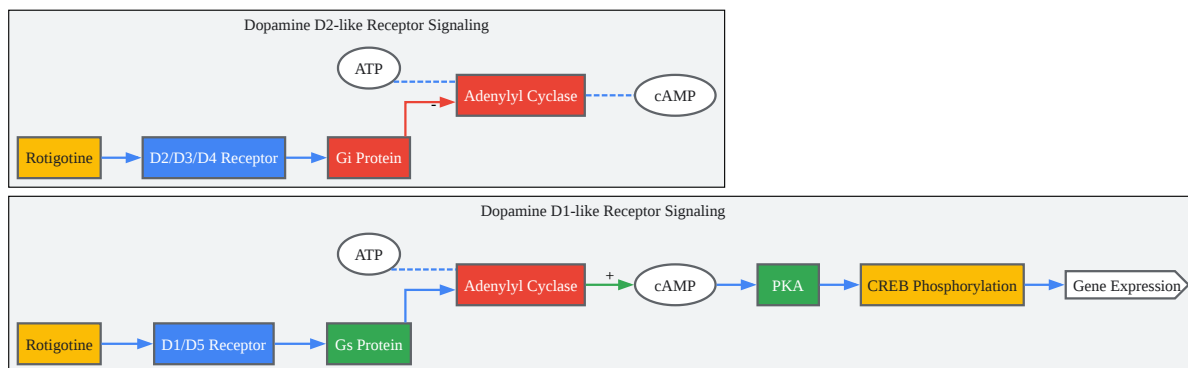 Dopamine D2-like Receptor Signaling
ATP
Adenylyl Cyclase
cAMP
-
Rotigotine
D2/D3/D4 Receptor
Gi Protein
Dopamine D1-like Receptor Signaling
ATP
Adenylyl Cyclase
+
cAMP
PKA
CREB Phosphorylation
Gene Expression
Rotigotine
D1/D5 Receptor
Gs Protein